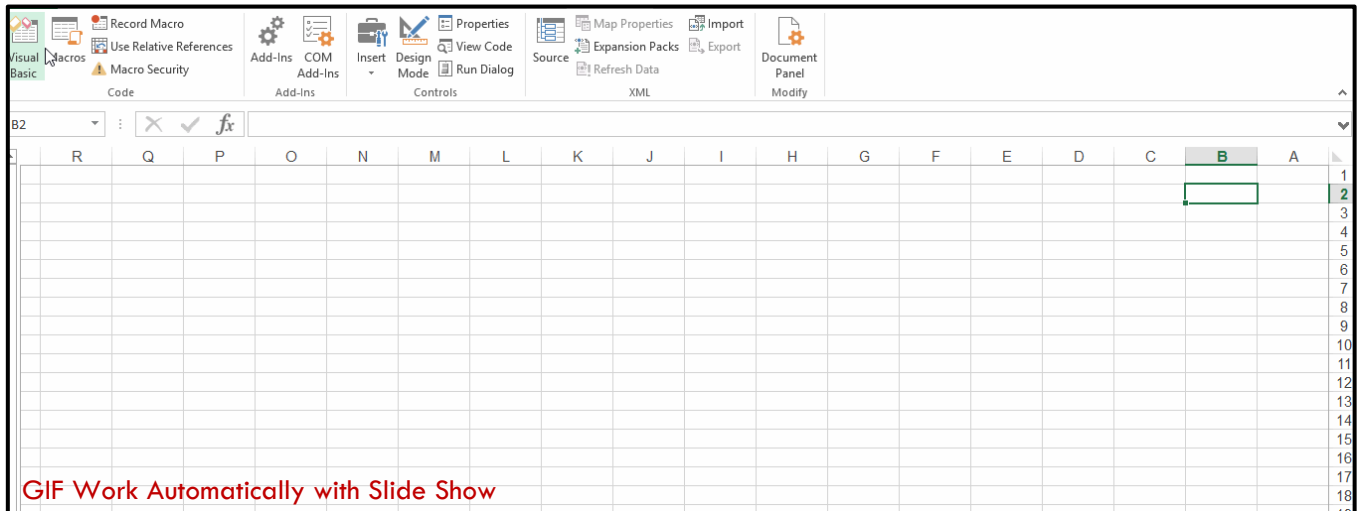 Visual Basic
Macros
Record Macro
Use Relative References
Macro Security
Code
Add-Ins
COM Add-Ins
Add-Ins
Insert
Design Mode
Properties
View Code
Run Dialog
Controls
Source
Map Properties
Expansion Packs
Refresh Data
Import
Export
XML
Document Panel
Modify
B2
fx
R Q P O N M L K J I H G F E D C B A
1
2
3
4
5
6
7
8
9
10
11
12
13
14
15
16
17
18
GIF Work Automatically with Slide Show